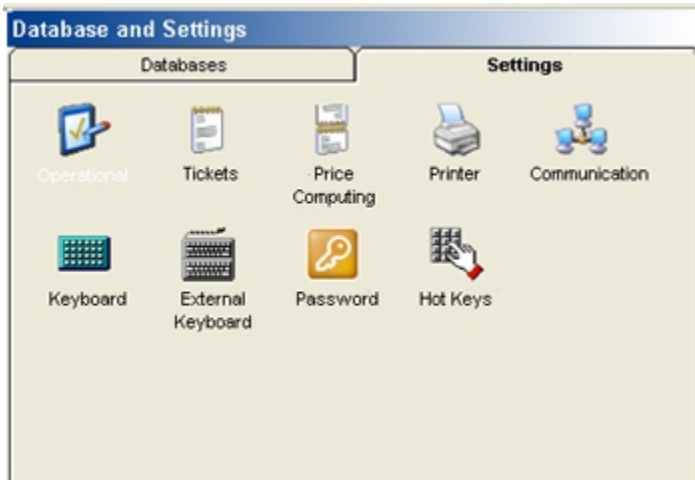 Database and Settings
Databases
Settings
Operational
Tickets
Price
Computing
Printer
Communication
Keyboard
External
Keyboard
Password
Hot Keys